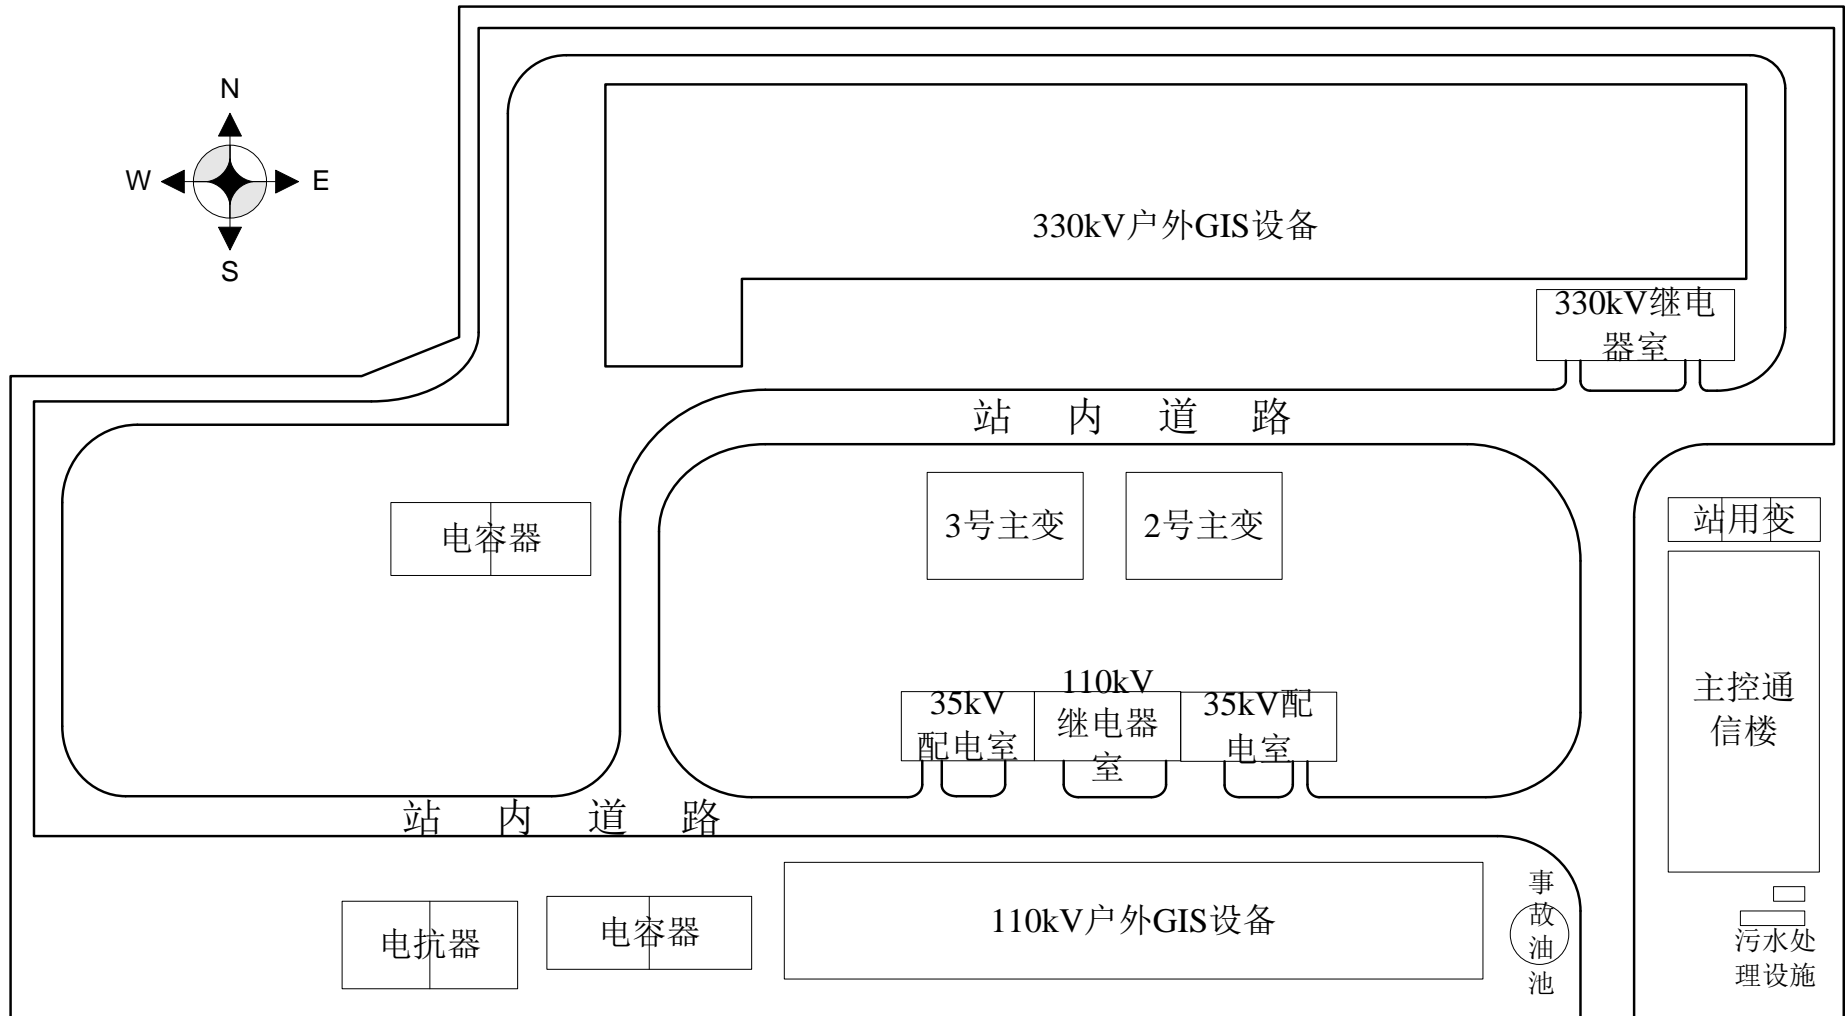 N
W
E
S
330kV户外GIS设备
330kV继电
器室
站 内 道 路
3号主变
2号主变
站用变
电容器
35kV
配电室
110kV
继电器
室
35kV配
电室
主控通
信楼
站 内 道 路
电抗器
电容器
110kV户外GIS设备
事
故
油
池
污水处
理设施